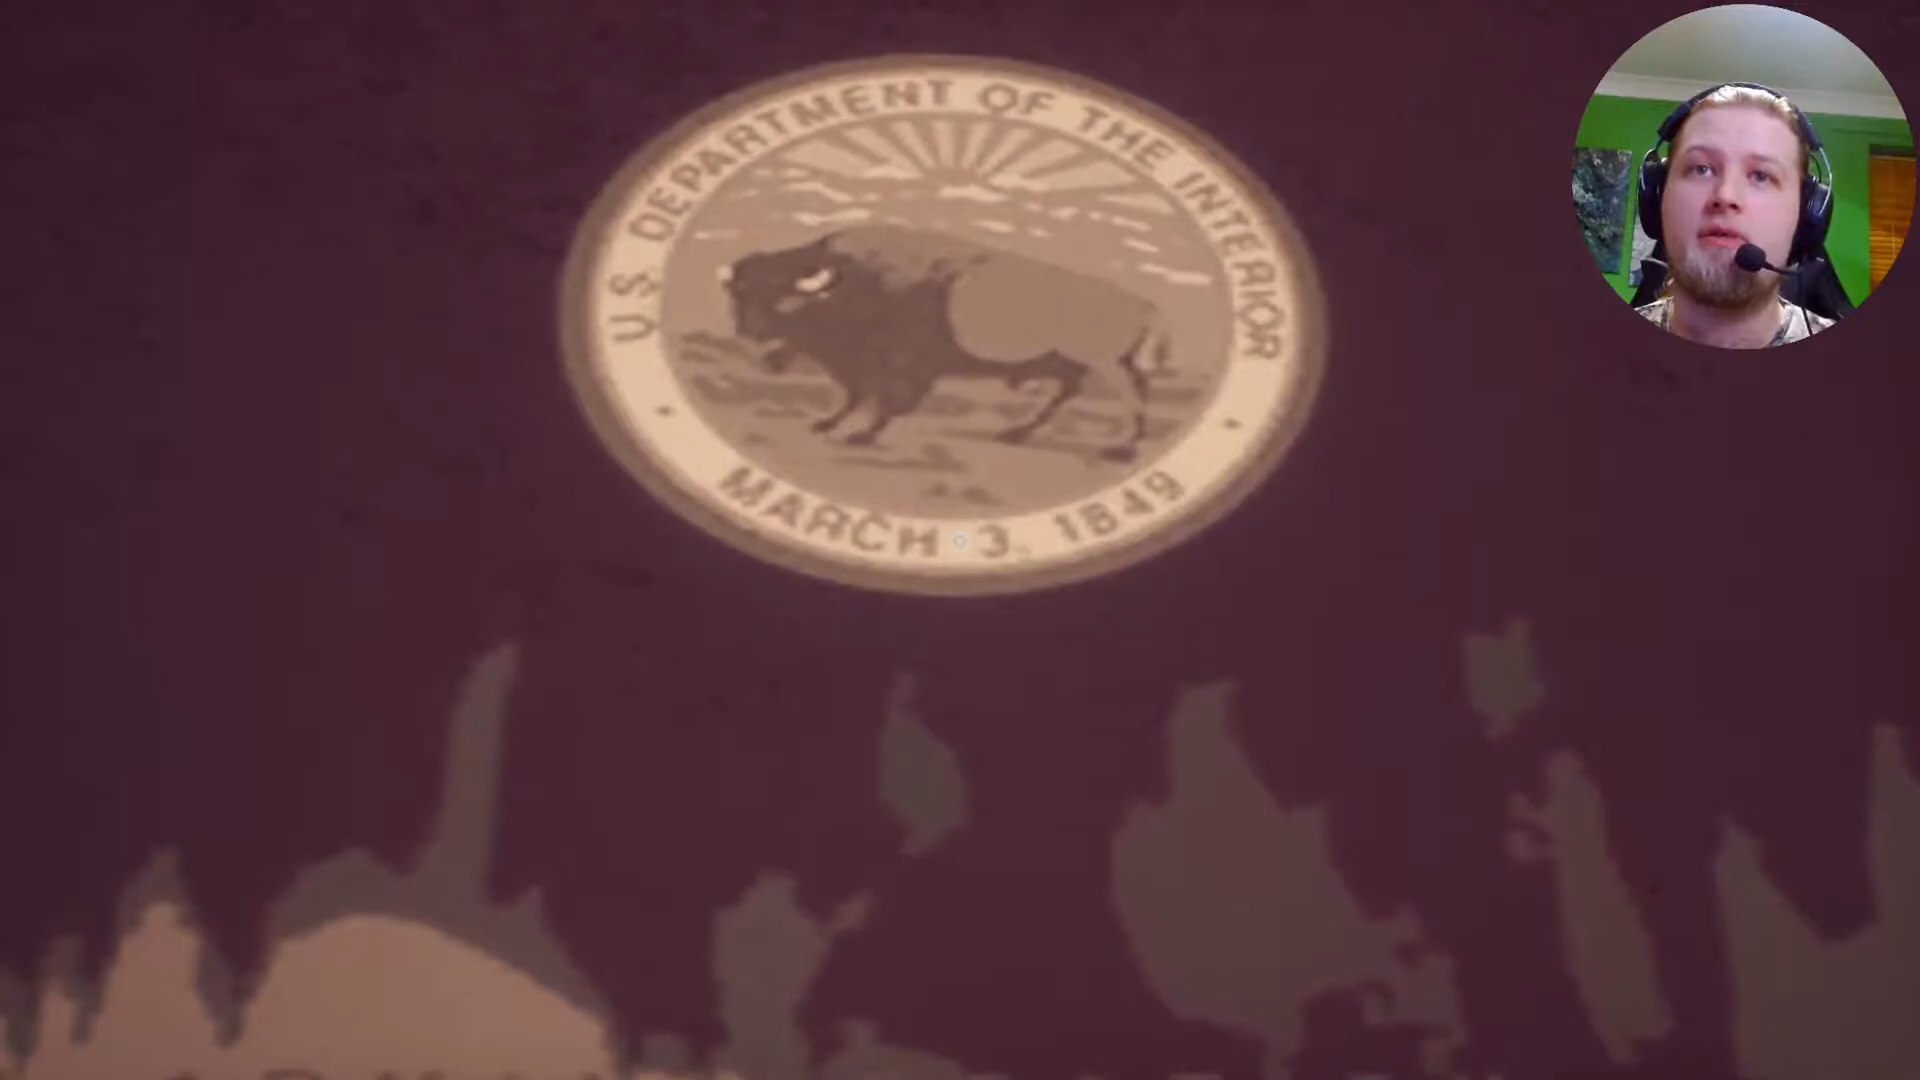 U.S. DEPARTMENT OF THE INTERIOR
MARCH 3, 1849